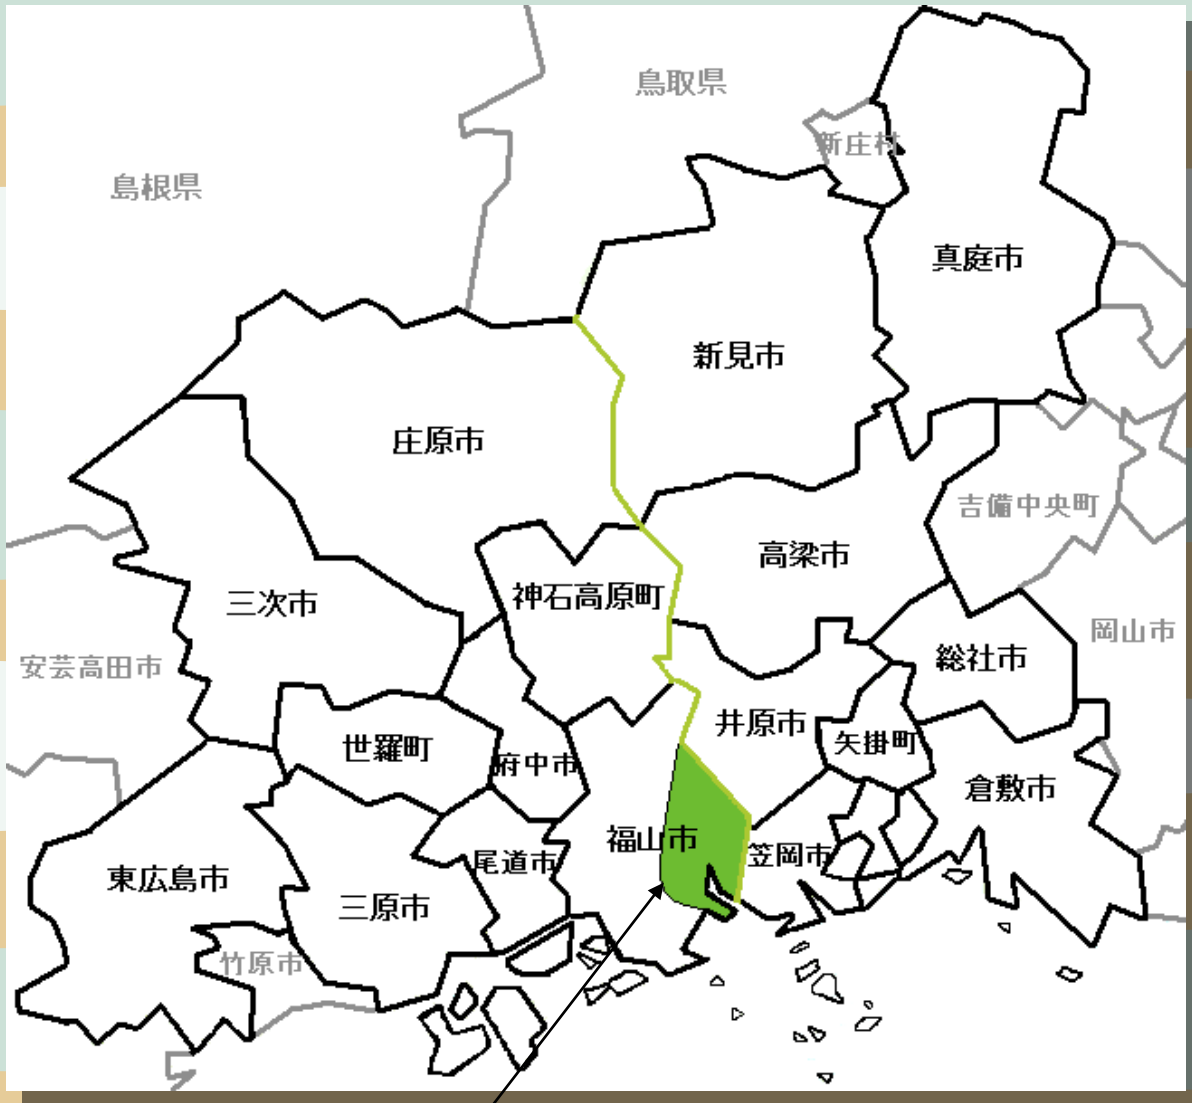 鳥取県
新庄村
島根県
真庭市
新見市
庄原市
吉備中央町
高梁市
神石高原町
三次市
岡山市
総社市
安芸高田市
井原市
矢掛町
世羅町
府中市
倉敷市
福山市
笠岡市
尾道市
東広島市
三原市
竹原市